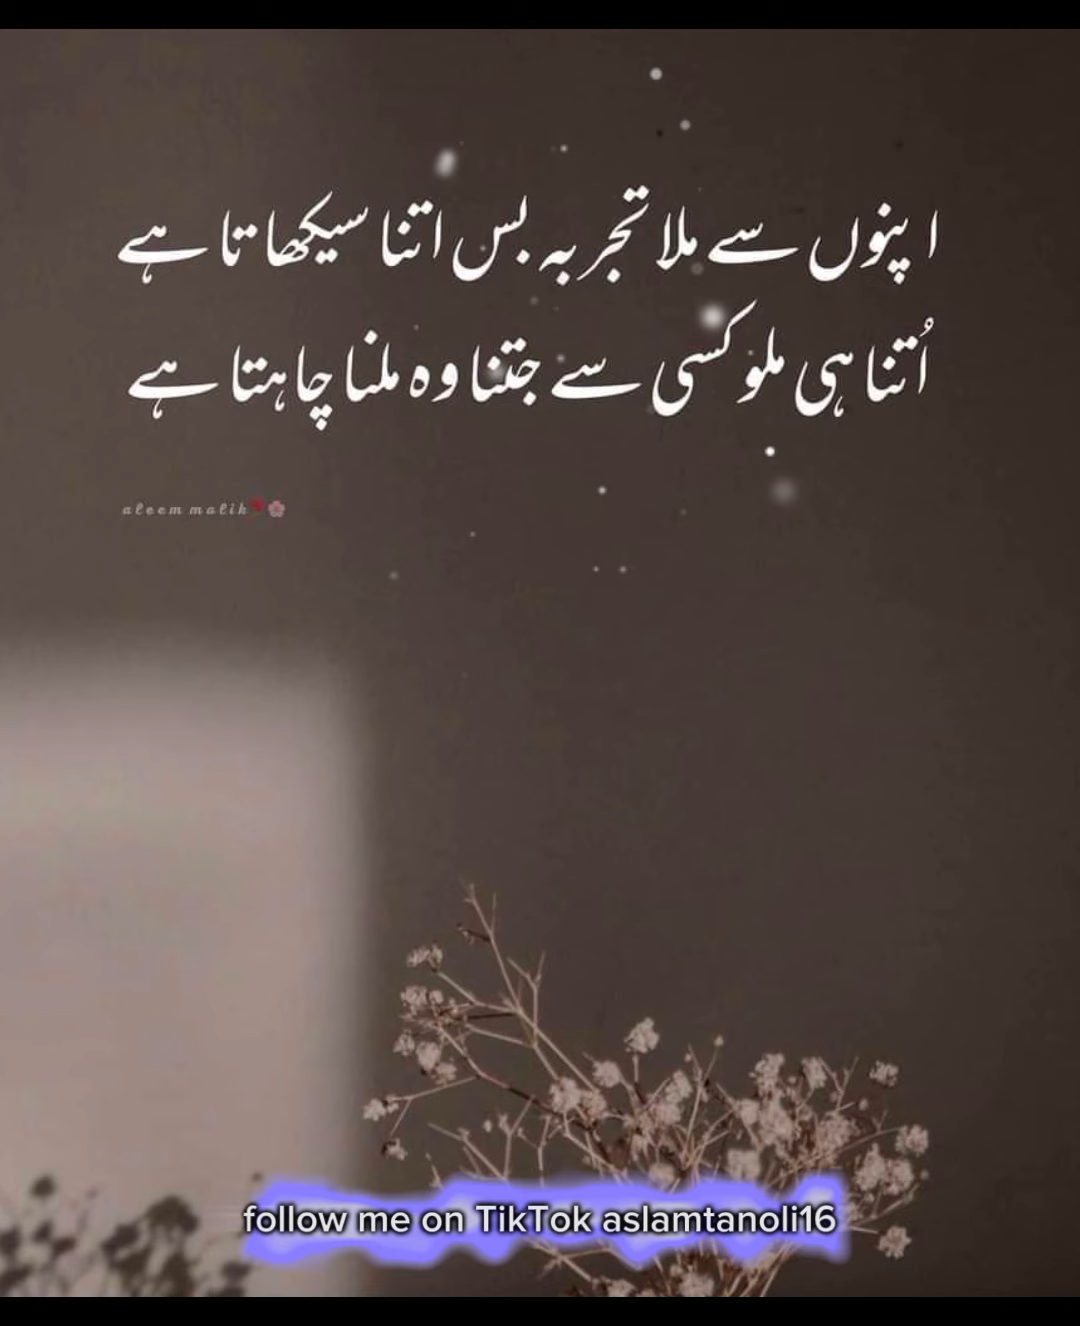 اپنوں سے ملا تجربہ بس اتنا سیکھاتا ہے
اُتنا ہی ملو کسی سے جتنا وہ ملنا چاہتا ہے
aleem malik🌹🌸
follow me on TikTok aslamtanoli16